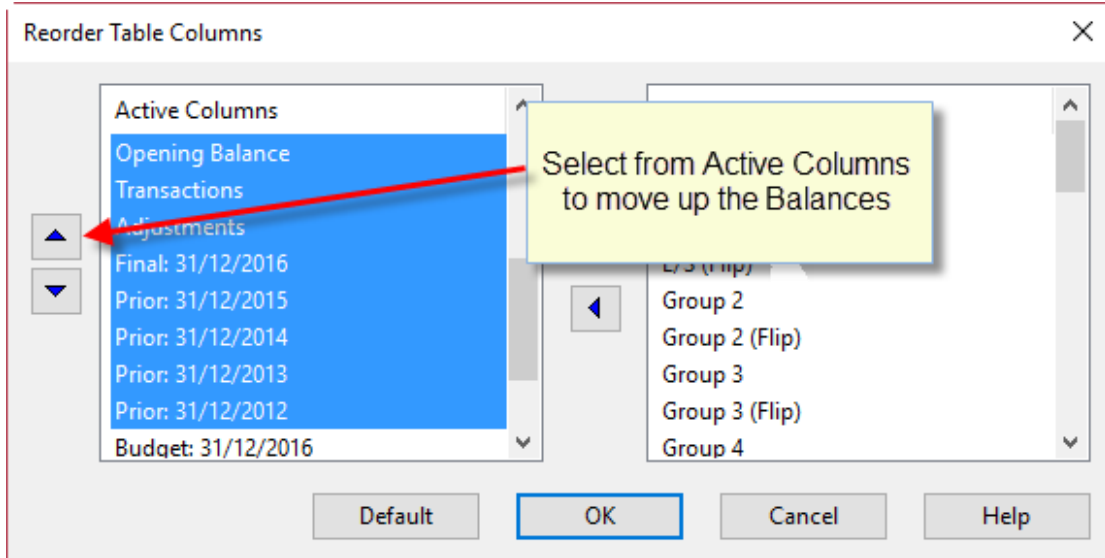 Reorder Table Columns
Active Columns
Opening Balance
Transactions
Adjustments
Final: 31/12/2016
Prior: 31/12/2015
Prior: 31/12/2014
Prior: 31/12/2013
Prior: 31/12/2012
Budget: 31/12/2016
Select from Active Columns
to move up the Balances
(Flip)
Group 2
Group 2 (Flip)
Group 3
Group 3 (Flip)
Group 4
Default
OK
Cancel
Help